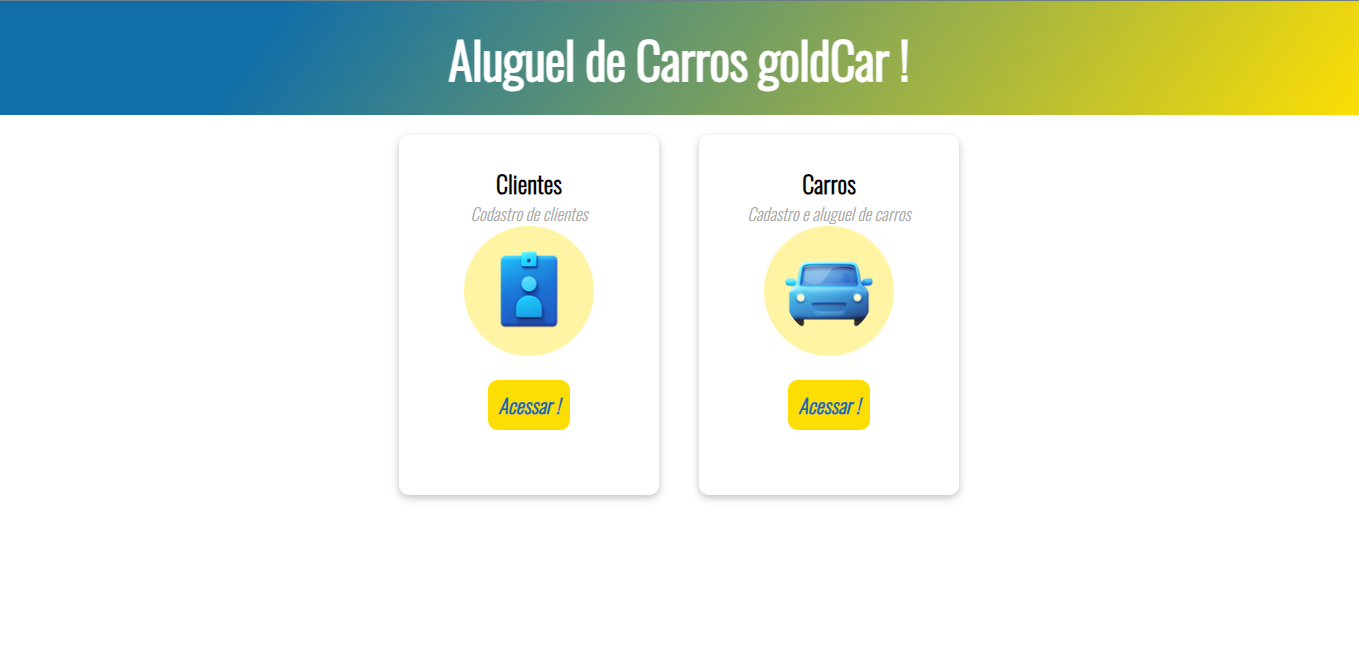 Aluguel de Carros goldCar !
Clientes
Codastro de clientes
Acessar !
Carros
Cadastro e aluguel de carros
Acessar !